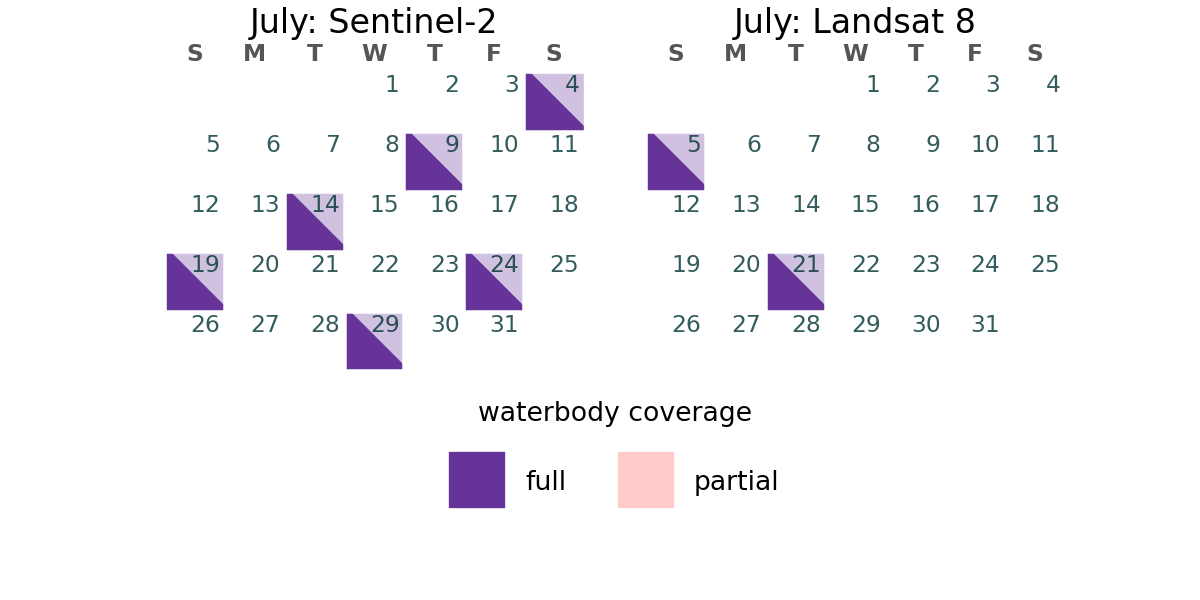 July: Sentinel-2
S M T W T F S
1 2 3 4
5 6 7 8 9 10 11
12 13 14 15 16 17 18
19 20 21 22 23 24 25
26 27 28 29 30 31
July: Landsat 8
S M T W T F S
1 2 3 4
5 6 7 8 9 10 11
12 13 14 15 16 17 18
19 20 21 22 23 24 25
26 27 28 29 30 31
waterbody coverage
full
partial